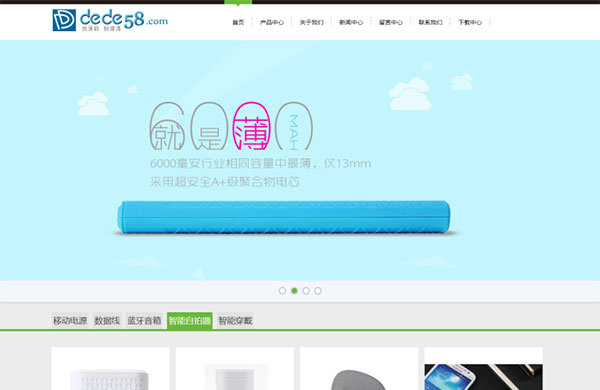 dede58.com
找源码 到得得
首页 产品中心 关于我们 新闻中心 留言中心 联系我们 下载中心
6000 MAH
就是薄
6000毫安行业相同容量中最薄，仅13mm
采用超安全A+级聚合物电芯
移动电源 数据线 蓝牙音箱 智能自拍器 智能穿戴